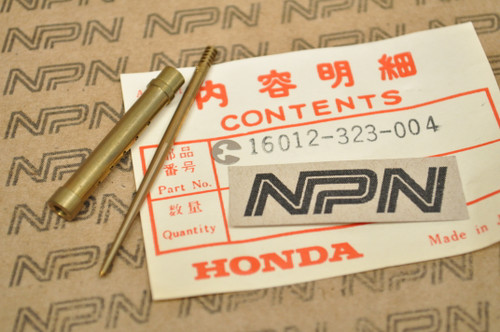 内容明細
CONTENTS
部品
番号
Part No.
16012-323-004
数量
Quantity
NPN
HONDA
Made in
NPN